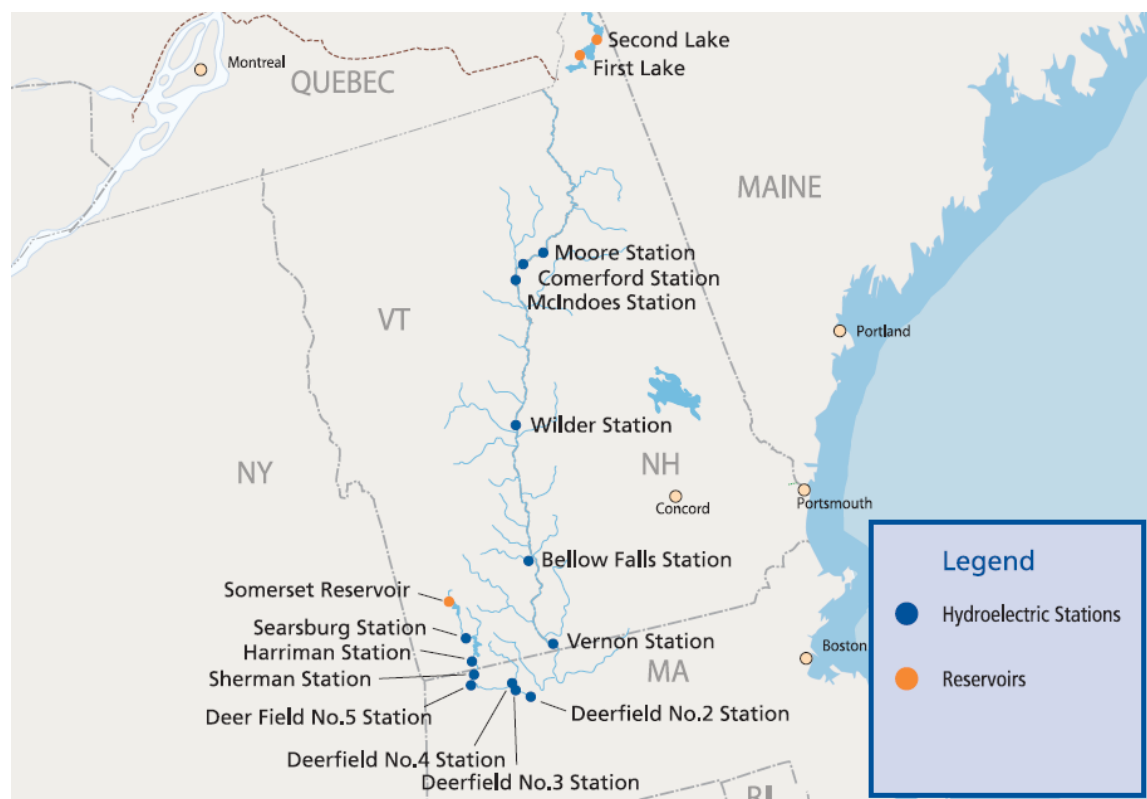 Second Lake
First Lake
Montreal
QUEBEC
MAINE
Moore Station
Comerford Station
McIndoes Station
VT
Portland
Wilder Station
NY
NH
Concord
Portsmouth
Bellow Falls Station
Legend
Hydroelectric Stations
Reservoirs
Somerset Reservoir
Searsburg Station
Harriman Station
Sherman Station
Deer Field No.5 Station
Vernon Station
MA
Boston
Deerfield No.2 Station
Deerfield No.4 Station
Deerfield No.3 Station
RI